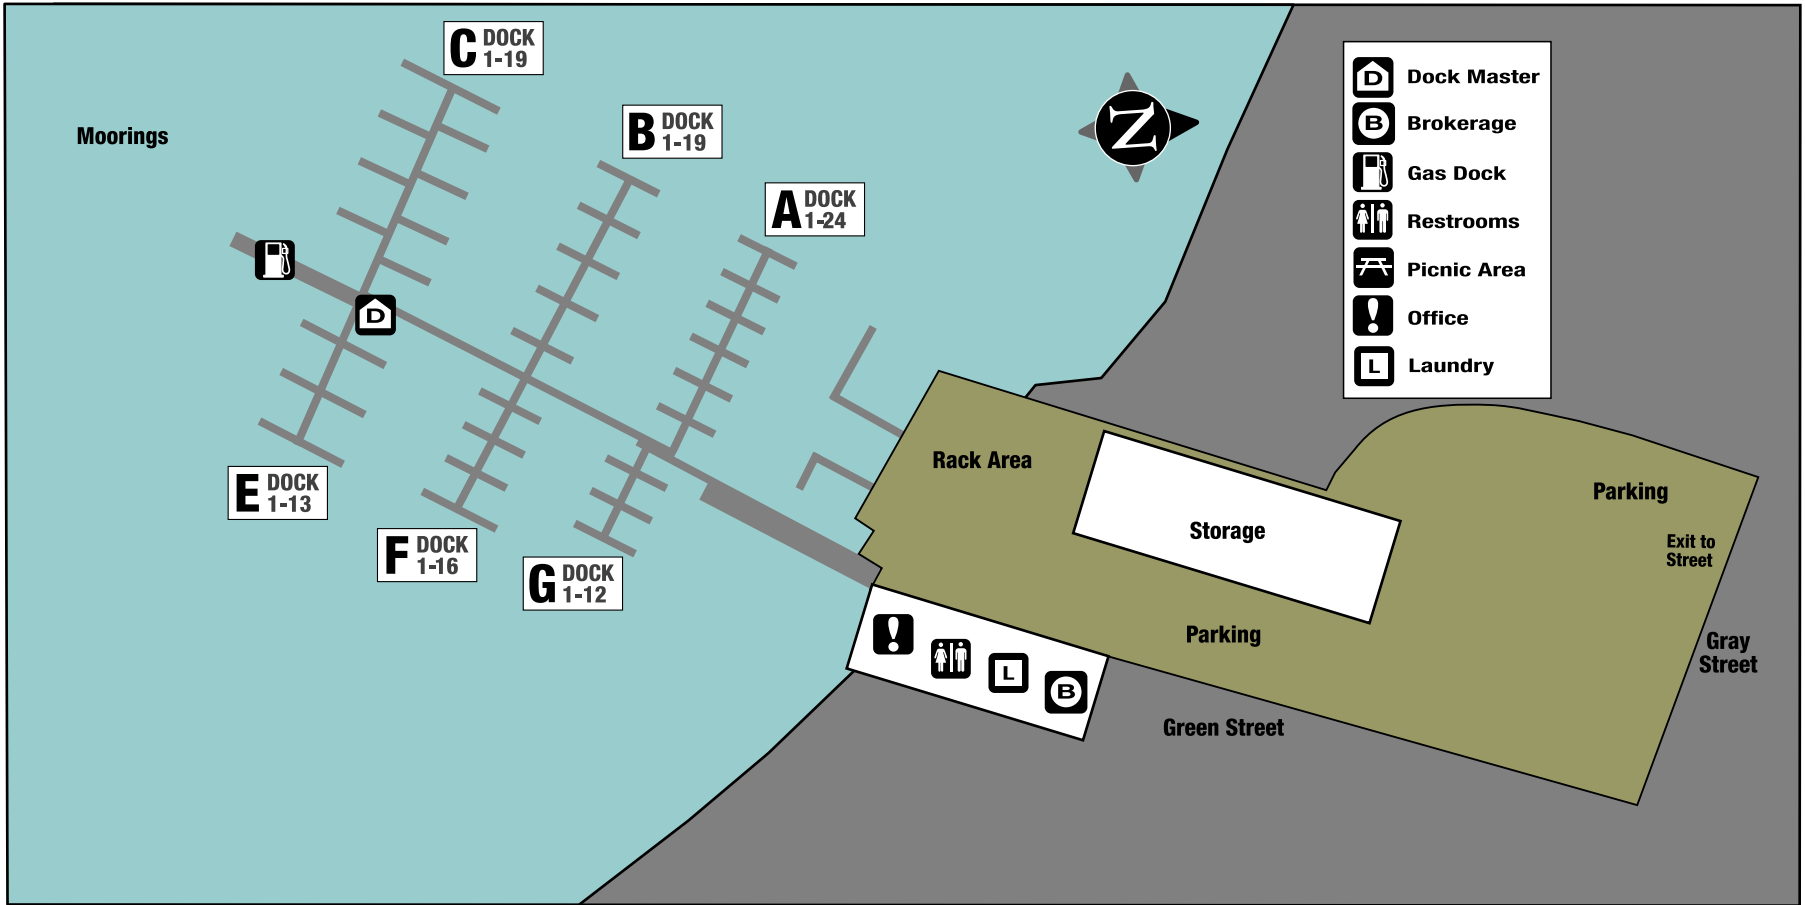 C DOCK
1-19
B DOCK
1-19
A DOCK
1-24
Moorings
N
D
E DOCK
1-13
F DOCK
1-16
G DOCK
1-12
D Dock Master
B Brokerage
Gas Dock
Restrooms
Picnic Area
! Office
L Laundry
Rack Area
Storage
Parking
Exit to
Street
Parking
Gray
Street
Green Street
!
L
B